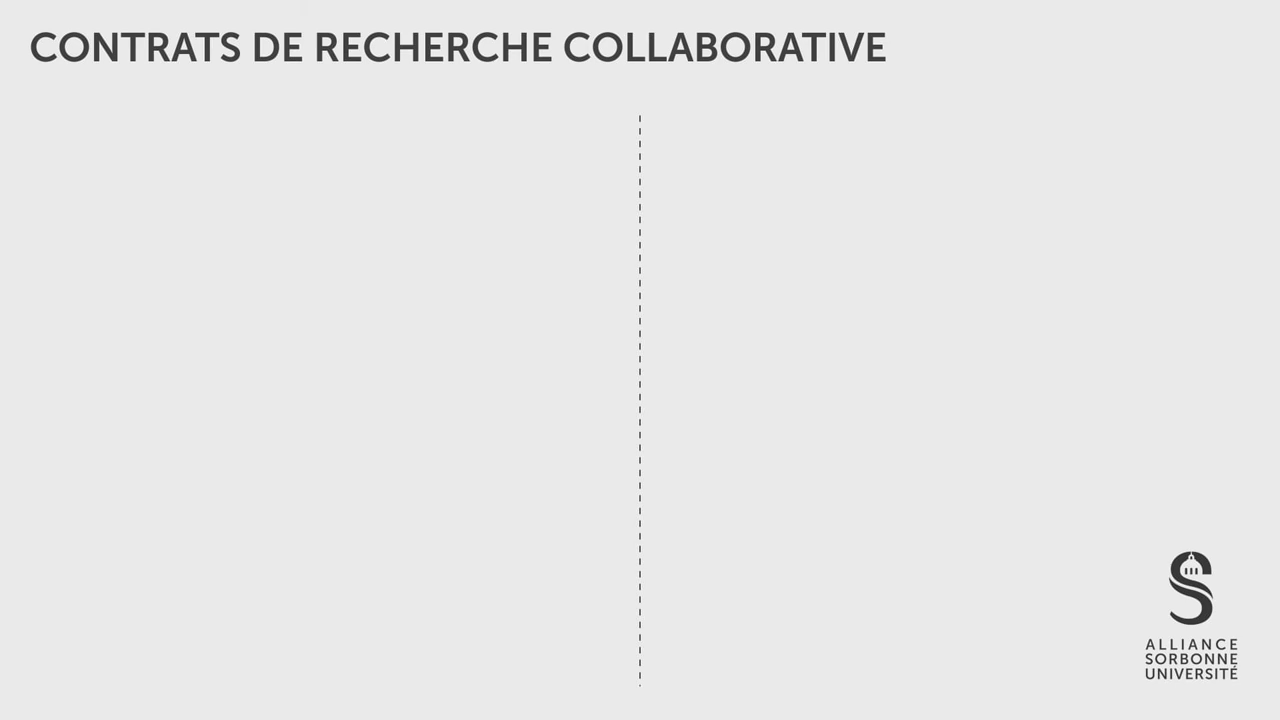 CONTRATS DE RECHERCHE COLLABORATIVE
ALLIANCE
SORBONNE
UNIVERSITÉ